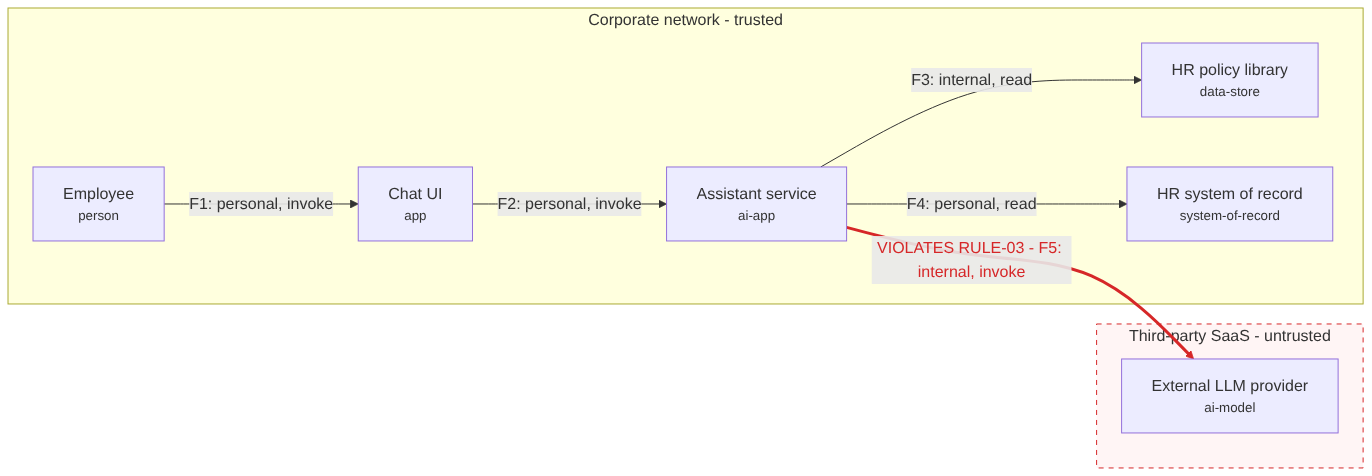 Corporate network - trusted
HR policy library
data-store
F3: internal, read
Employee
person
F1: personal, invoke
Chat UI
app
F2: personal, invoke
Assistant service
ai-app
F4: personal, read
HR system of record
system-of-record
VIOLATES RULE-03 - F5:
internal, invoke
Third-party SaaS - untrusted
External LLM provider
ai-model